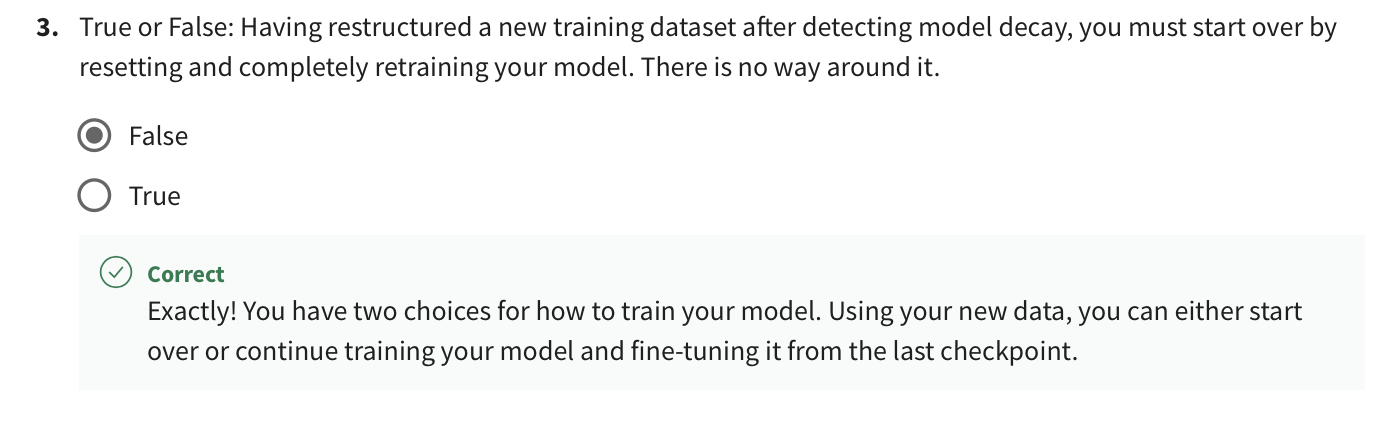 3. True or False: Having restructured a new training dataset after detecting model decay, you must start over by
resetting and completely retraining your model. There is no way around it.
False
True
Correct
Exactly! You have two choices for how to train your model. Using your new data, you can either start
over or continue training your model and fine-tuning it from the last checkpoint.